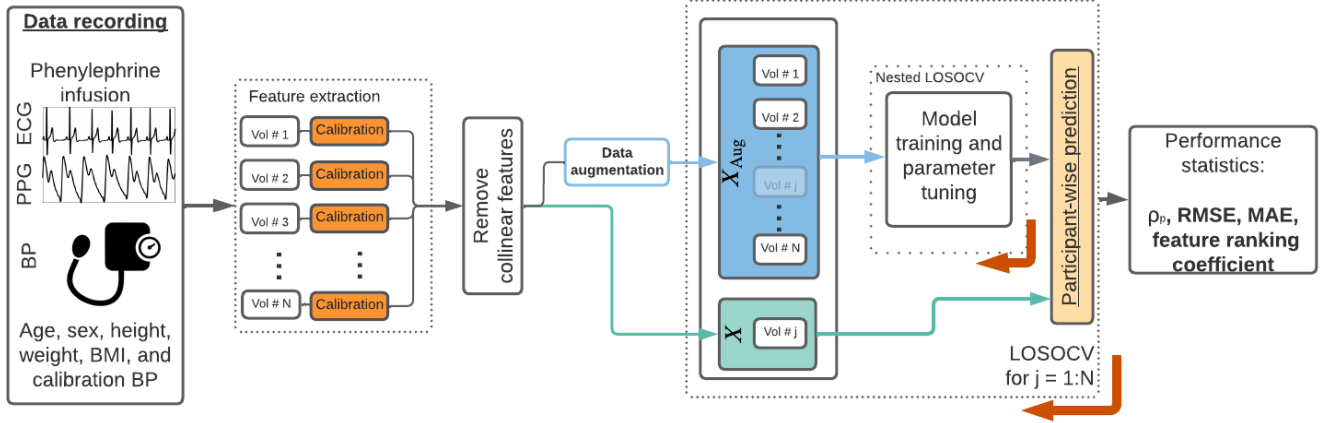 Data recording
Phenylephrine
infusion
ECG
PPG
BP
Age, sex, height,
weight, BMI, and
calibration BP
Feature extraction
Vol # 1
Calibration
Vol # 2
Calibration
Vol # 3
Calibration
Vol # N
Calibration
Remove
collinear features
Data
augmentation
X_Aug
Vol # 1
Vol # 2
Vol # j
Vol # N
X
Vol # j
Nested LOSOCV
Model
training and
parameter
tuning
Participant-wise prediction
LOSOCV
for j = 1:N
Performance
statistics:
ρₚ, RMSE, MAE,
feature ranking
coefficient